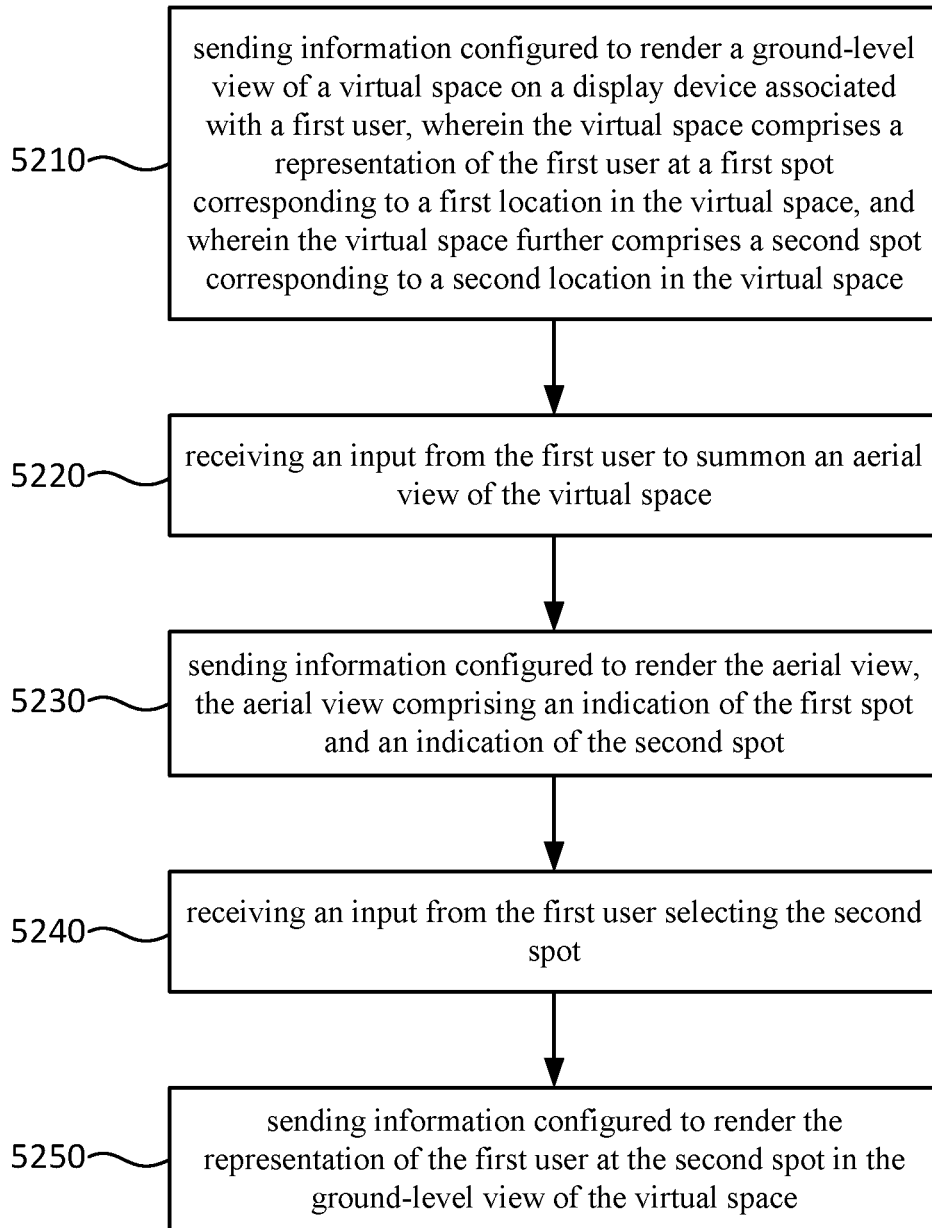 sending information configured to render a ground-level
view of a virtual space on a display device associated
with a first user, wherein the virtual space comprises a
5210
representation of the first user at a first spot
corresponding to a first location in the virtual space, and
wherein the virtual space further comprises a second spot
corresponding to a second location in the virtual space
5220
receiving an input from the first user to summon an aerial
view of the virtual space
5230
sending information configured to render the aerial view,
the aerial view comprising an indication of the first spot
and an indication of the second spot
5240
receiving an input from the first user selecting the second
spot
5250
sending information configured to render the
representation of the first user at the second spot in the
ground-level view of the virtual space